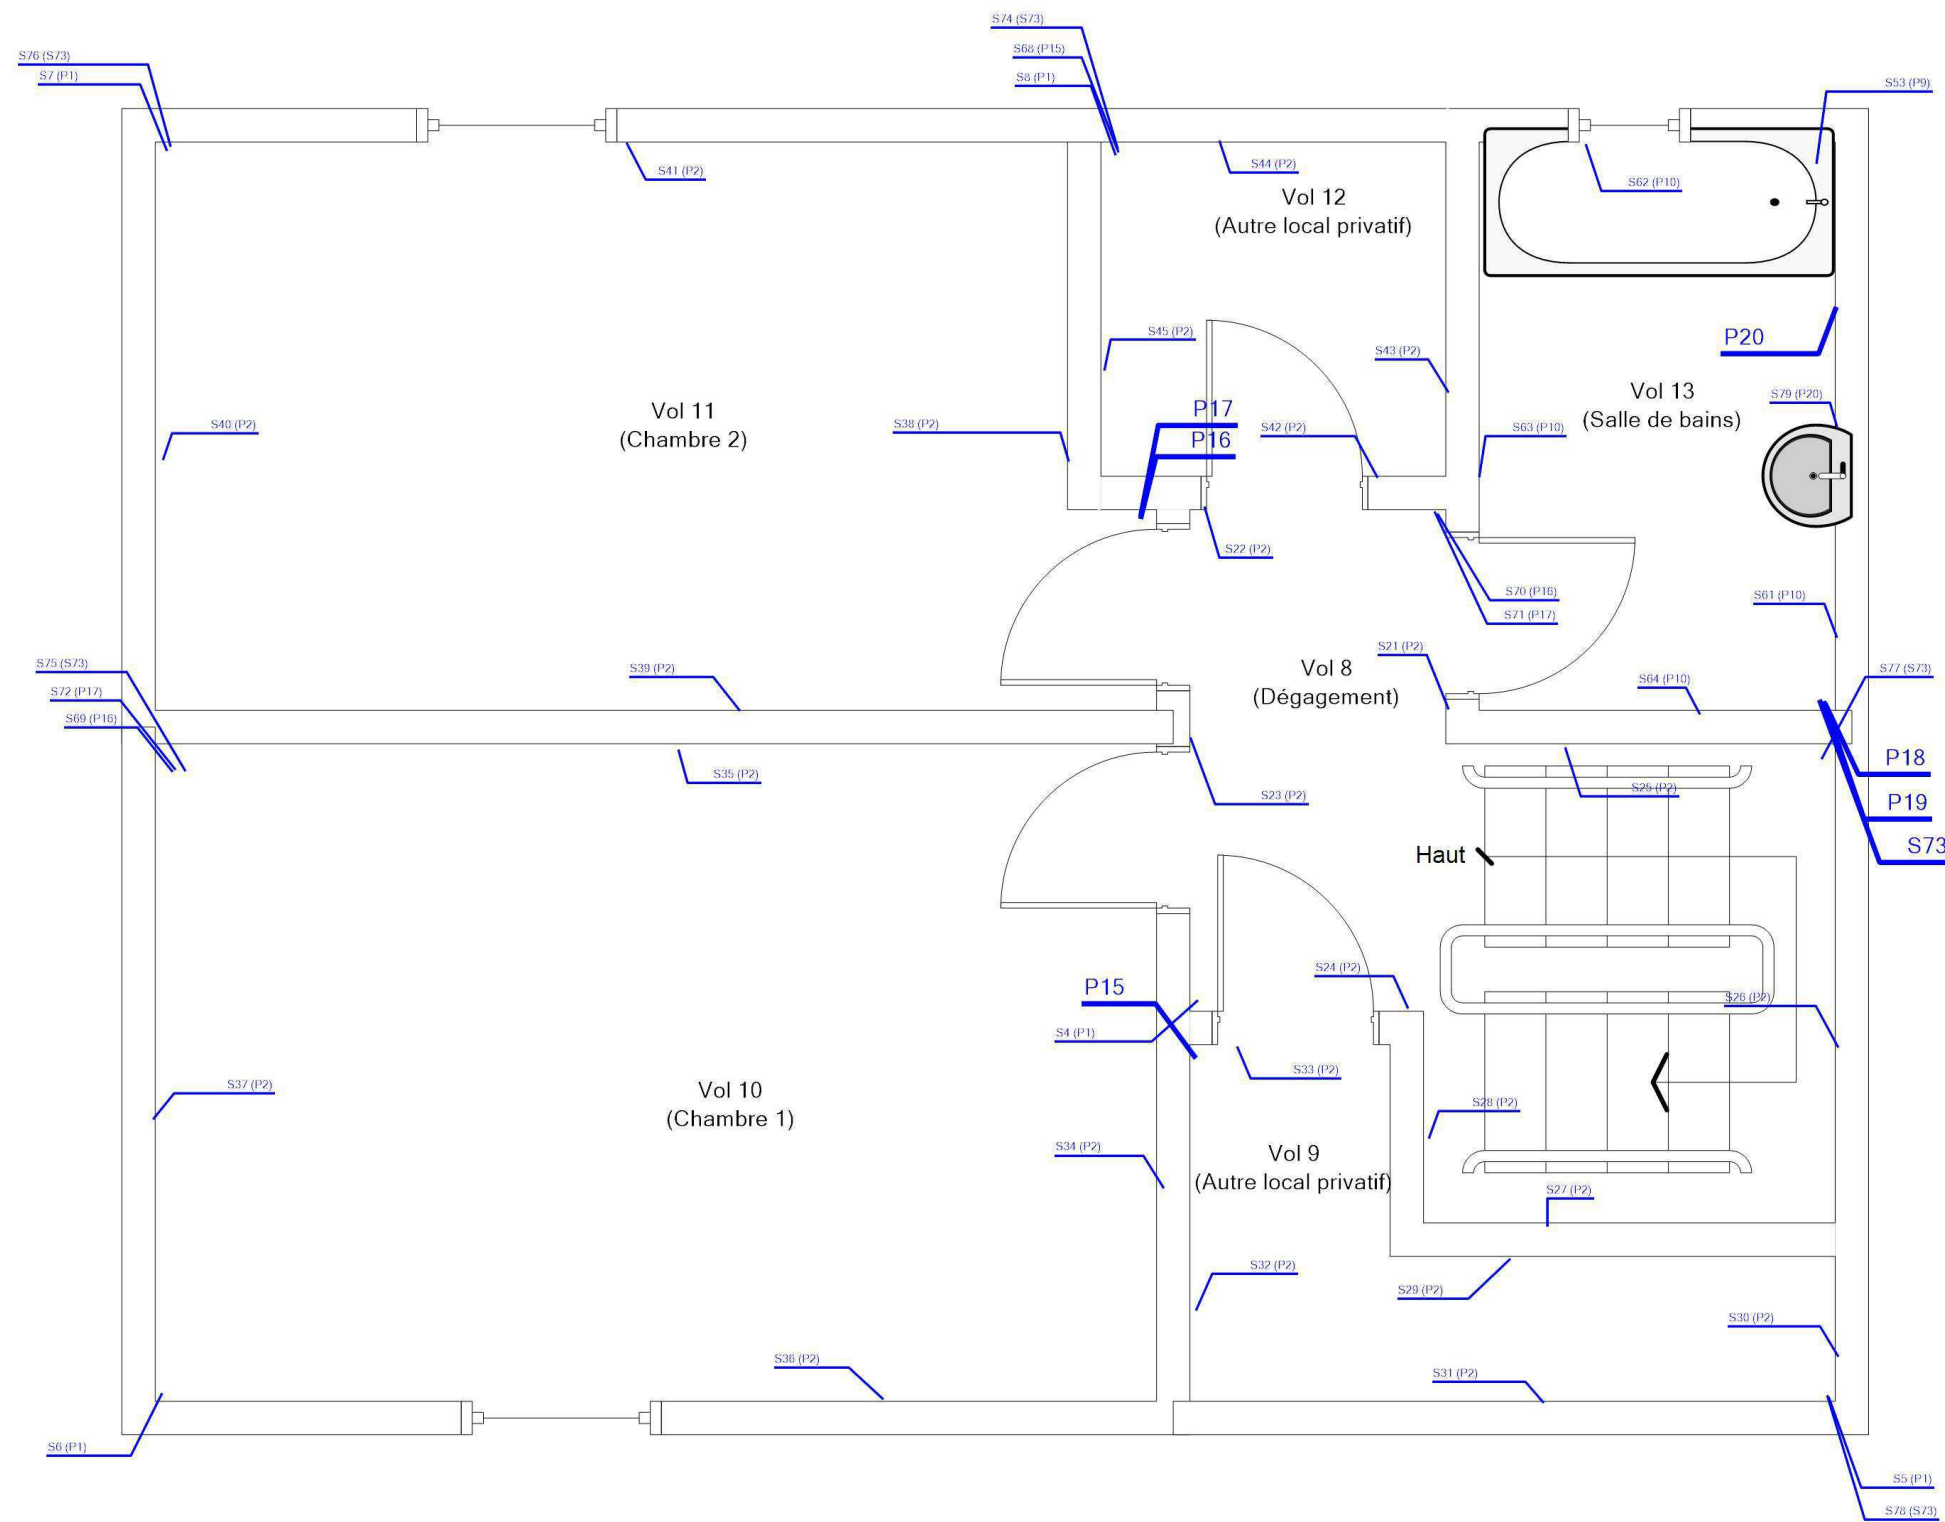 S74 (S73)
S76 (S73)
S68 (P15)
S7 (P1)
S8 (P1)
S53 (P9)
S41 (P2)
S44 (P2)
S62 (P10)
Vol 12
(Autre local privatif)
S45 (P2)
P20
S43 (P2)
Vol 13
(Salle de bains)
S79 (P20)
Vol 11
(Chambre 2)
P17
S40 (P2)
S38 (P2)
S42 (P2)
S63 (P10)
P16
S22 (P2)
S70 (P16)
S61 (P10)
S71 (P17)
S21 (P2)
S75 (S73)
S39 (P2)
Vol 8
(Dégagement)
S77 (S73)
S72 (P17)
S64 (P10)
S69 (P16)
P18
S35 (P2)
S25 (P2)
S23 (P2)
P19
S73
Haut
S24 (P2)
P15
S26 (P2)
S4 (P1)
S33 (P2)
S37 (P2)
Vol 10
(Chambre 1)
S28 (P2)
S34 (P2)
Vol 9
(Autre local privatif)
S27 (P2)
S32 (P2)
S29 (P2)
S30 (P2)
S36 (P2)
S31 (P2)
S6 (P1)
S5 (P1)
S78 (S73)